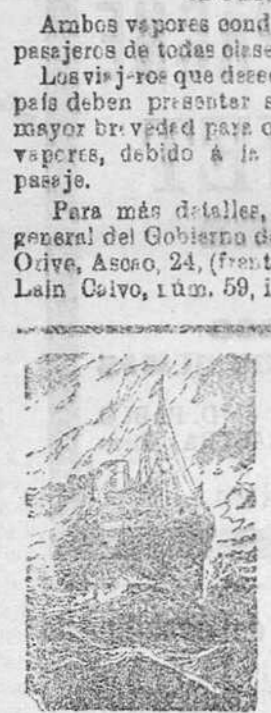 Ambos vapores cond
pasajeros de todas clase
Los viajeros que desee
país deben presentar s
mayor brevedad para c
vapores, debido á la
pasaje.
Para más detalles,
general del Gobierno d
Orive, Ascao, 24, (frent
Lain Calvo, núm. 59, i